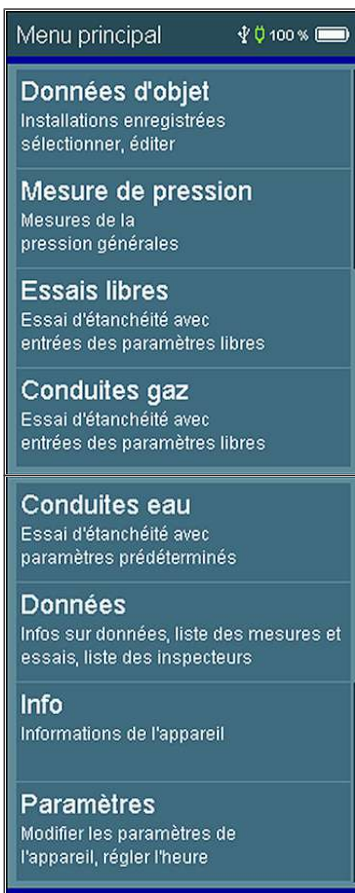 Menu principal 100 %
Données d'objet
Installations enregistrées
sélectionner, éditer
Mesure de pression
Mesures de la
pression générales
Essais libres
Essai d'étanchéité avec
entrées des paramètres libres
Conduites gaz
Essai d'étanchéité avec
entrées des paramètres libres
Conduites eau
Essai d'étanchéité avec
paramètres prédéterminés
Données
Infos sur données, liste des mesures et
essais, liste des inspecteurs
Info
Informations de l'appareil
Paramètres
Modifier les paramètres de
l'appareil, régler l'heure